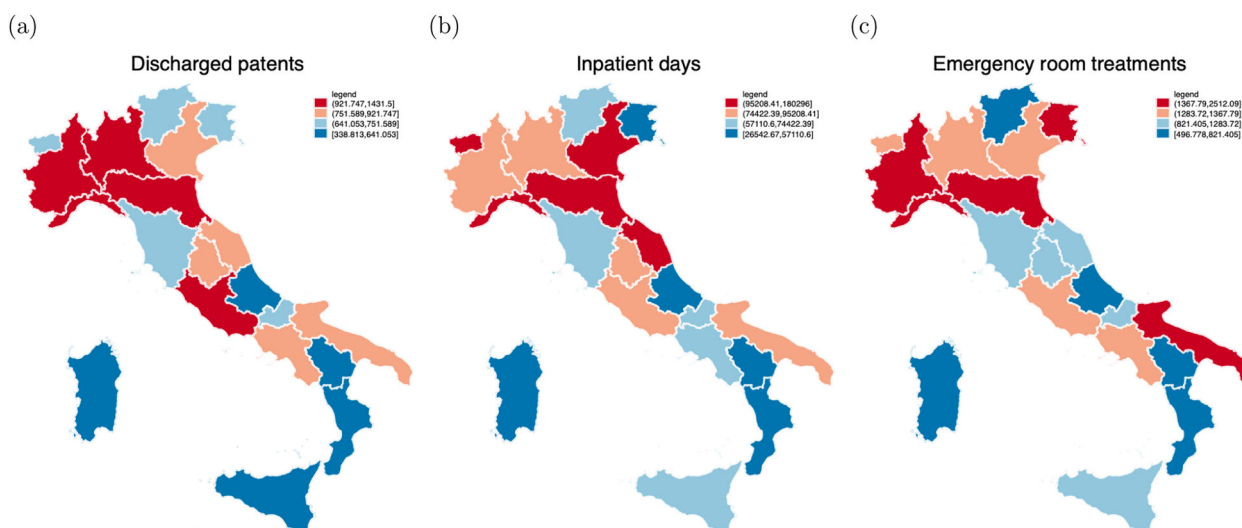 (a)
Discharged patents
legend
(921.747,1431.5]
(751.589,921.747]
(641.053,751.589]
[338.813,641.053]
(b)
Inpatient days
legend
(95208.41,180296]
(74422.39,95208.41]
(57110.6,74422.39]
[26542.67,57110.6]
(c)
Emergency room treatments
legend
(1367.79,2512.09]
(1283.72,1367.79]
(821.405,1283.72]
[496.778,821.405]